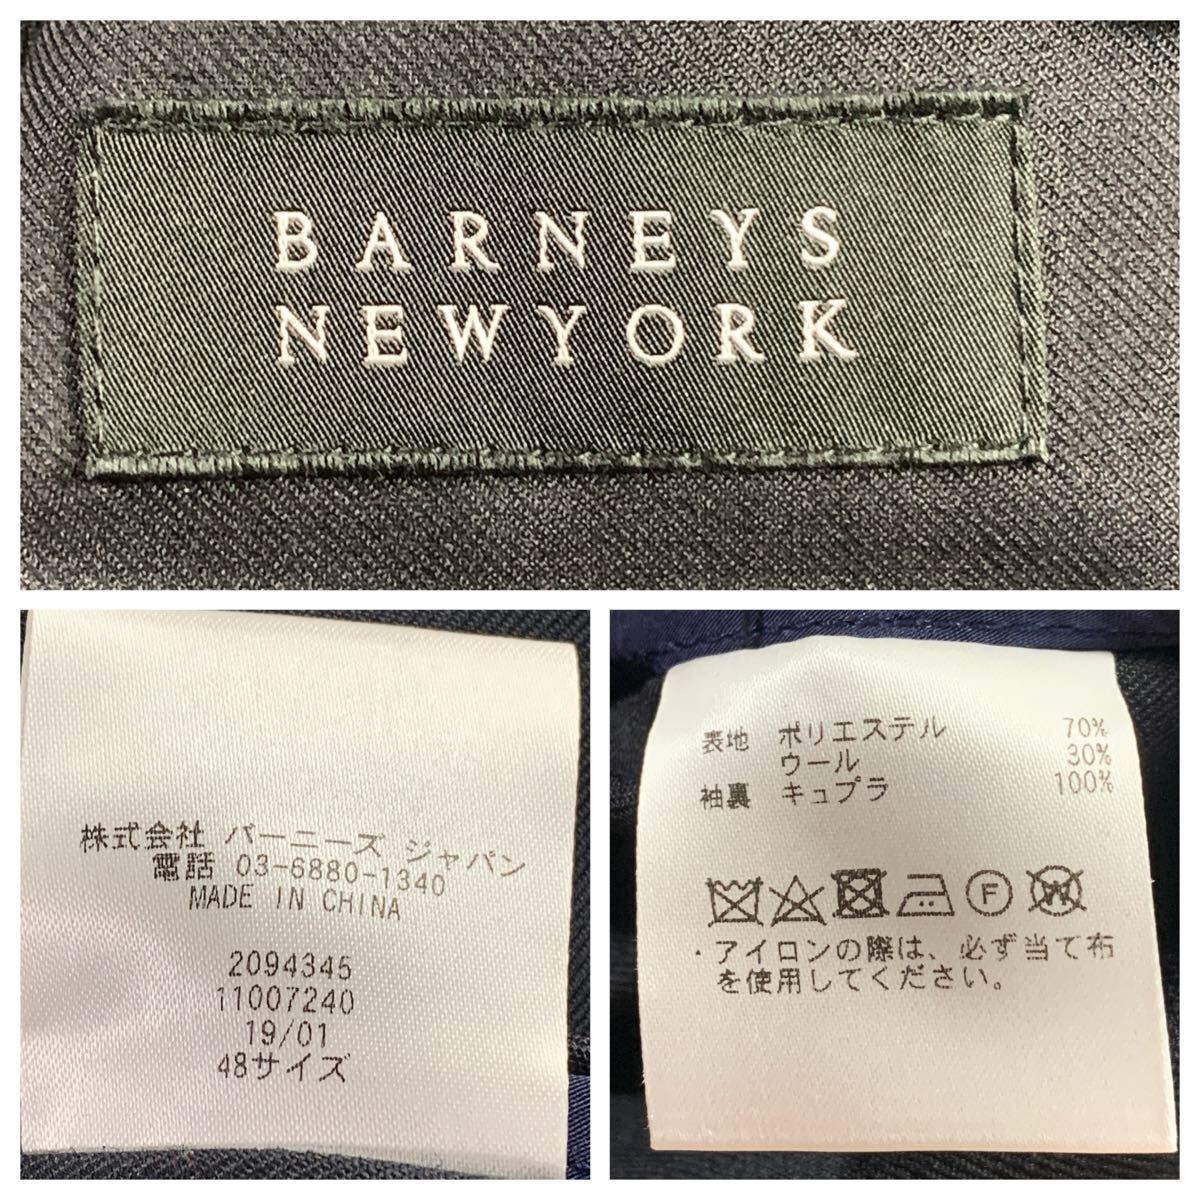 BARNEYS
NEWYORK
株式会社 バーニーズ ジャパン
電話 03-6880-1340
MADE IN CHINA
2094345
11007240
19/01
48サイズ
表地 ポリエステル 70%
ウール 30%
袖裏 キュプラ 100%
F
W
・アイロンの際は、必ず当て布
を使用してください。